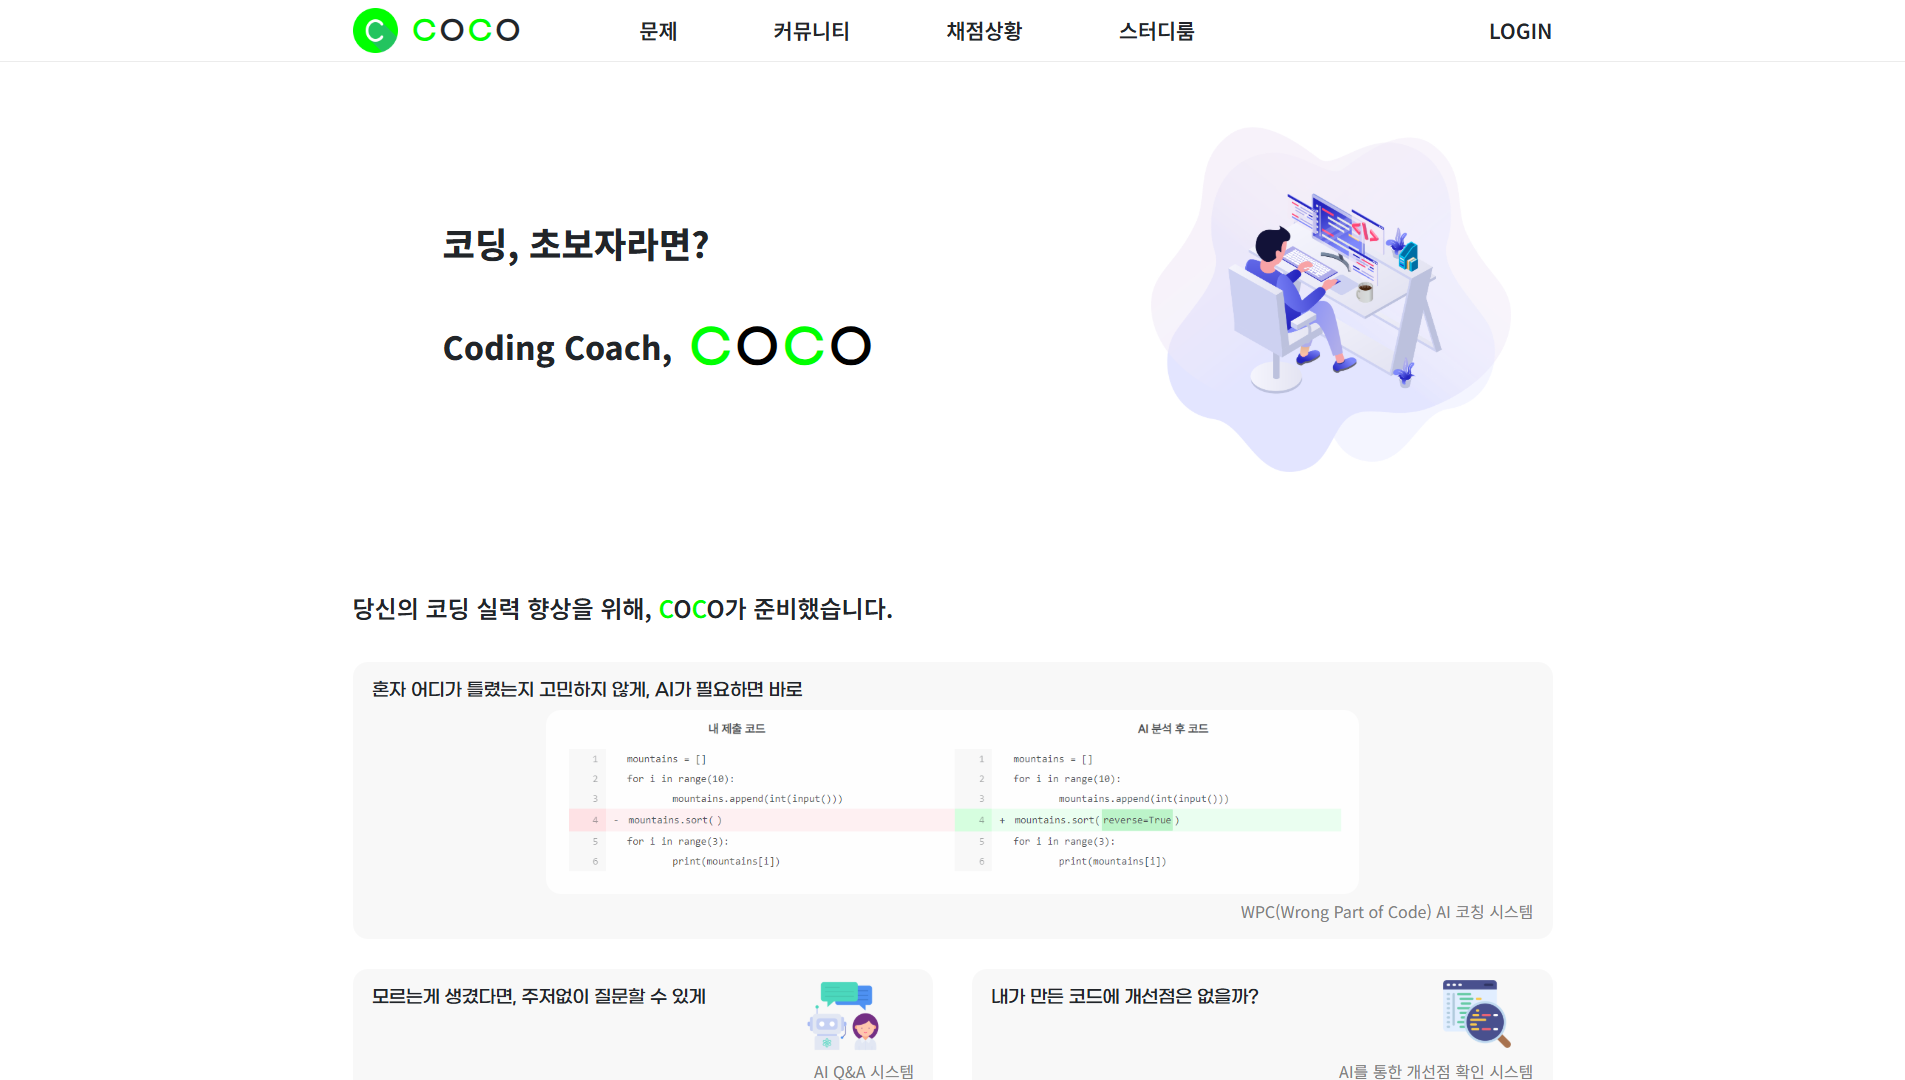 C COCO 문제 커뮤니티 채점상황 스터디룸 LOGIN
코딩, 초보자라면?
Coding Coach, COCO
</>
당신의 코딩 실력 향상을 위해, COCO가 준비했습니다.
혼자 어디가 틀렸는지 고민하지 않게, AI가 필요하면 바로
내 제출 코드
1 mountains = []
2 for i in range(10):
3 mountains.append(int(input()))
4 - mountains.sort( )
5 for i in range(3):
6 print(mountains[i])
AI 분석 후 코드
1 mountains = []
2 for i in range(10):
3 mountains.append(int(input()))
4 + mountains.sort( reverse=True )
5 for i in range(3):
6 print(mountains[i])
WPC(Wrong Part of Code) AI 코칭 시스템
모르는게 생겼다면, 주저없이 질문할 수 있게
AI Q&A 시스템
내가 만든 코드에 개선점은 없을까?
AI를 통한 개선점 확인 시스템